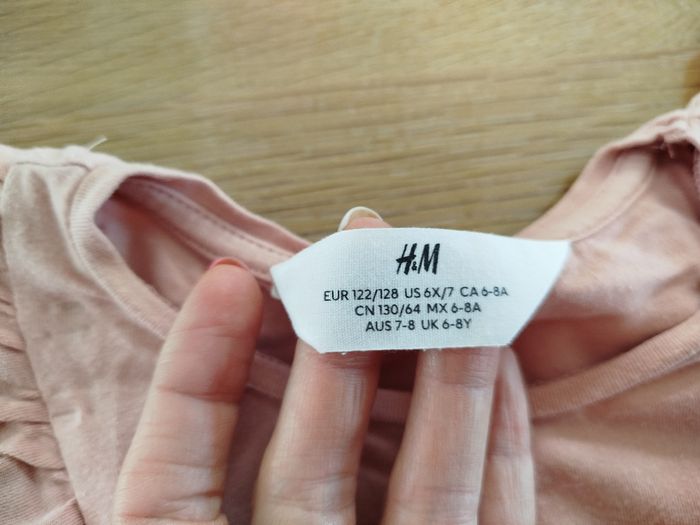 H&M
EUR 122/128 US 6X/7 CA 6-8A
CN 130/64 MX 6-8A
AUS 7-8 UK 6-8Y